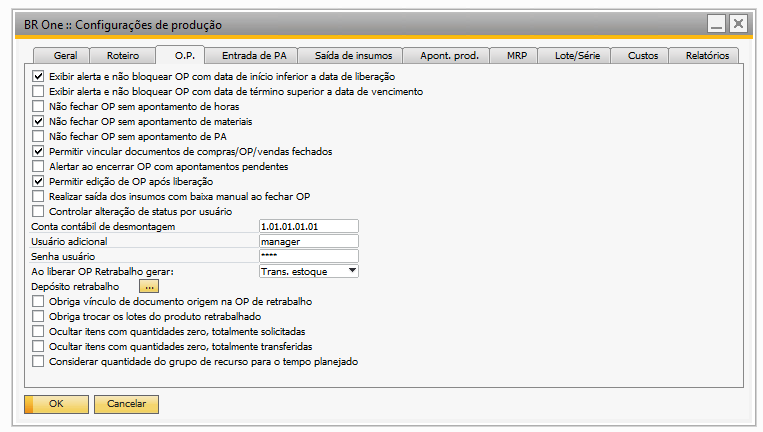 BR One :: Configurações de produção
Geral Roteiro O.P. Entrada de PA Saída de insumos Apont. prod. MRP Lote/Série Custos Relatórios
Exibir alerta e não bloquear OP com data de início inferior a data de liberação
Exibir alerta e não bloquear OP com data de término superior a data de vencimento
Não fechar OP sem apontamento de horas
Não fechar OP sem apontamento de materiais
Não fechar OP sem apontamento de PA
Permitir vincular documentos de compras/OP/vendas fechados
Alertar ao encerrar OP com apontamentos pendentes
Permitir edição de OP após liberação
Realizar saída dos insumos com baixa manual ao fechar OP
Controlar alteração de status por usuário
Conta contábil de desmontagem 1.01.01.01.01
Usuário adicional manager
Senha usuário ****
Ao liberar OP Retrabalho gerar: Trans. estoque
Depósito retrabalho ...
Obriga vínculo de documento origem na OP de retrabalho
Obriga trocar os lotes do produto retrabalhado
Ocultar itens com quantidades zero, totalmente solicitadas
Ocultar itens com quantidades zero, totalmente transferidas
Considerar quantidade do grupo de recurso para o tempo planejado
OK Cancelar